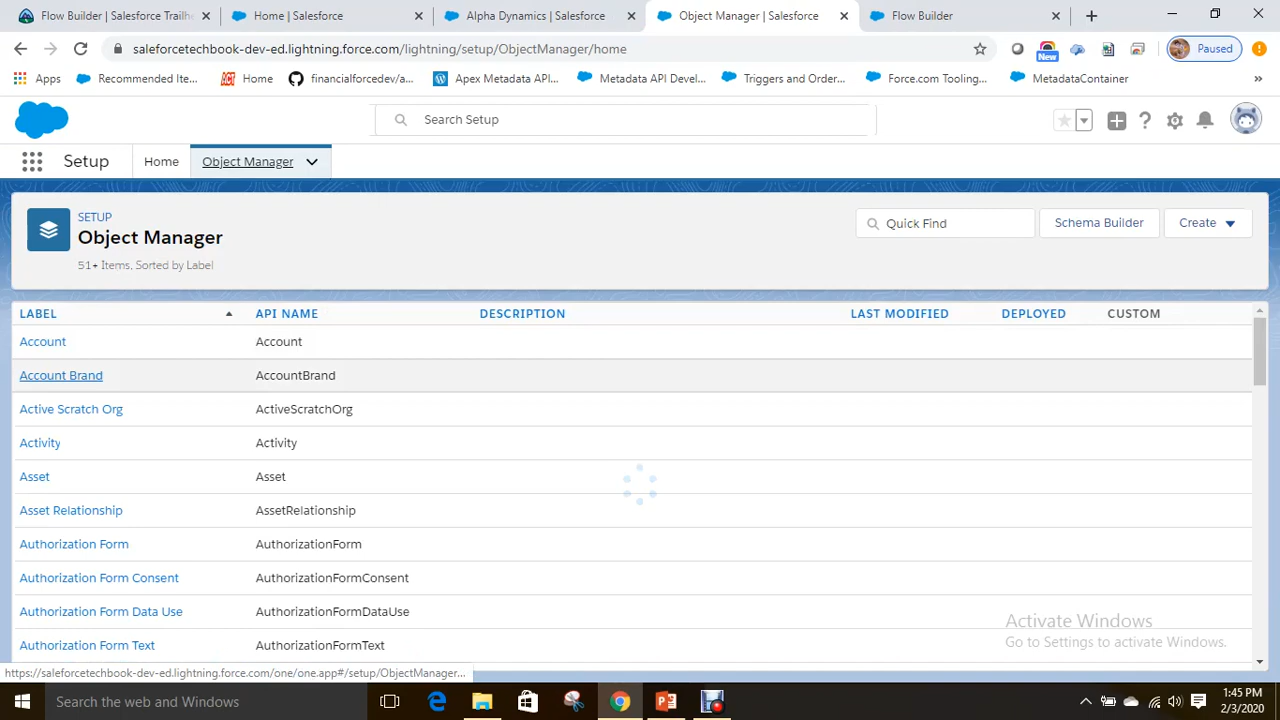 Flow Builder | Salesforce Trailhe
Home | Salesforce
Alpha Dynamics | Salesforce
Object Manager | Salesforce
Flow Builder
saleforcetechbook-dev-ed.lightning.force.com/lightning/setup/ObjectManager/home
New
Paused
Apps
Recommended Ite...
ACT
Home
financialforcedev/a...
Apex Metadata API...
Metadata API Devel...
Triggers and Order...
Force.com Tooling...
MetadataContainer
»
Search Setup
Setup
Home
Object Manager
SETUP
Object Manager
51+ Items, Sorted by Label
Quick Find
Schema Builder
Create
LABEL API NAME DESCRIPTION LAST MODIFIED DEPLOYED CUSTOM
Account Account
Account Brand AccountBrand
Active Scratch Org ActiveScratchOrg
Activity Activity
Asset Asset
Asset Relationship AssetRelationship
Authorization Form AuthorizationForm
Authorization Form Consent AuthorizationFormConsent
Authorization Form Data Use AuthorizationFormDataUse
Authorization Form Text AuthorizationFormText
Activate Windows
Go to Settings to activate Windows.
https://saleforcetechbook-dev-ed.lightning.force.com/one/one.app#/setup/ObjectManager...
Search the web and Windows
1:45 PM
2/3/2020